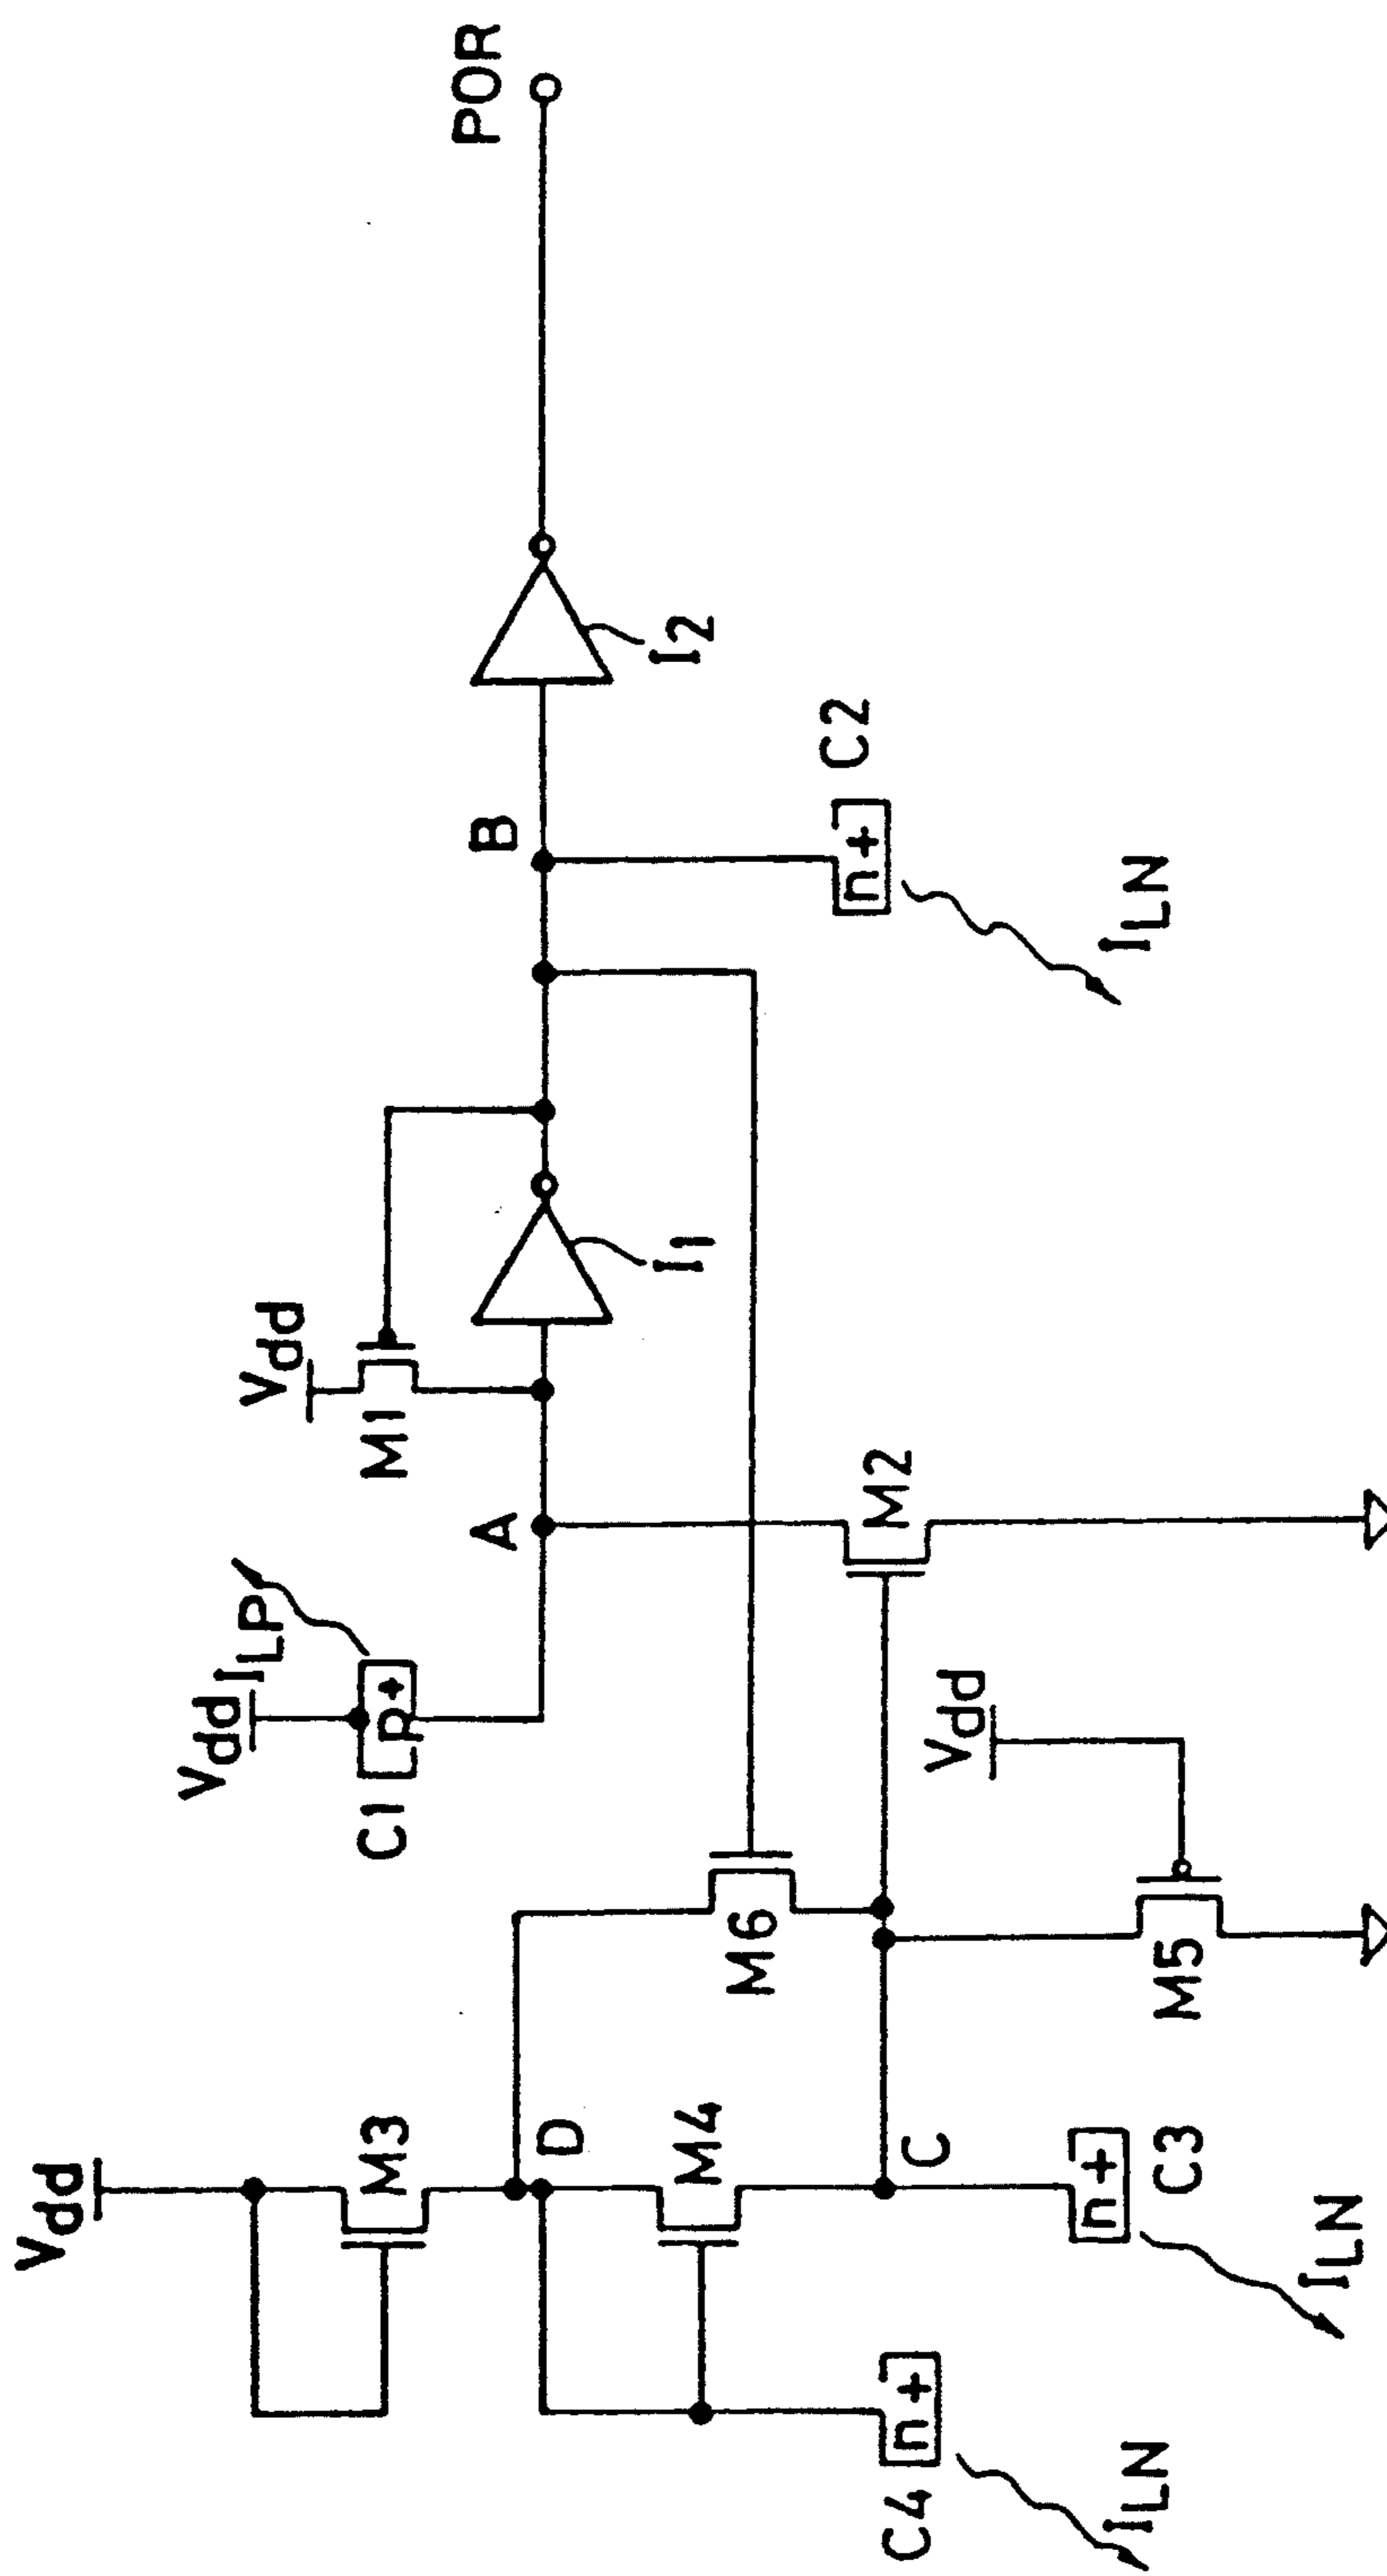 Vdd
M3
D
M4
C
C4
n+
ILN
C3
n+
ILN
Vdd
ILP
C1
p+
A
Vdd
M1
I1
M6
M2
M5
Vdd
B
C2
n+
ILN
I2
POR